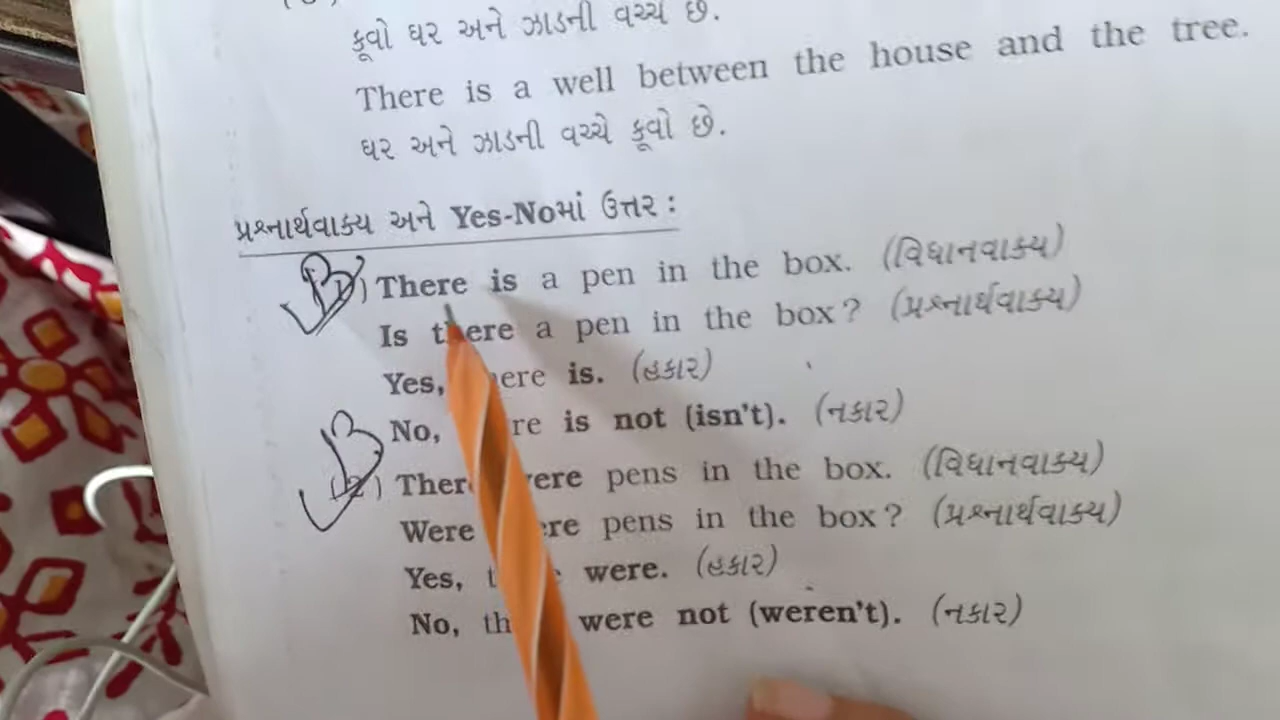 કૂવો ઘર અને ઝાડની વચ્ચે છે.
There is a well between the house and the tree.
ઘર અને ઝાડની વચ્ચે કૂવો છે.
પ્રશ્નાર્થવાક્ય અને Yes-Noમાં ઉત્તર :
There is a pen in the box. (વિધાનવાક્ય)
Is there a pen in the box? (પ્રશ્નાર્થવાક્ય)
Yes, is. (હકાર)
No, is not (isn't). (નકાર)
(2) pens in the box. (વિધાનવાક્ય)
Were pens in the box? (પ્રશ્નાર્થવાક્ય)
Yes, were. (હકાર)
No, were not (weren't). (નકાર)